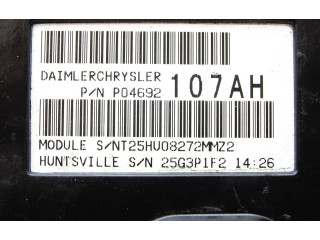 DAIMLERCHRYSLER 107AH
P/N P04692
MODULE S/NT25HU08272MMZ2
HUNTSVILLE S/N 25G3P1F2 14:26